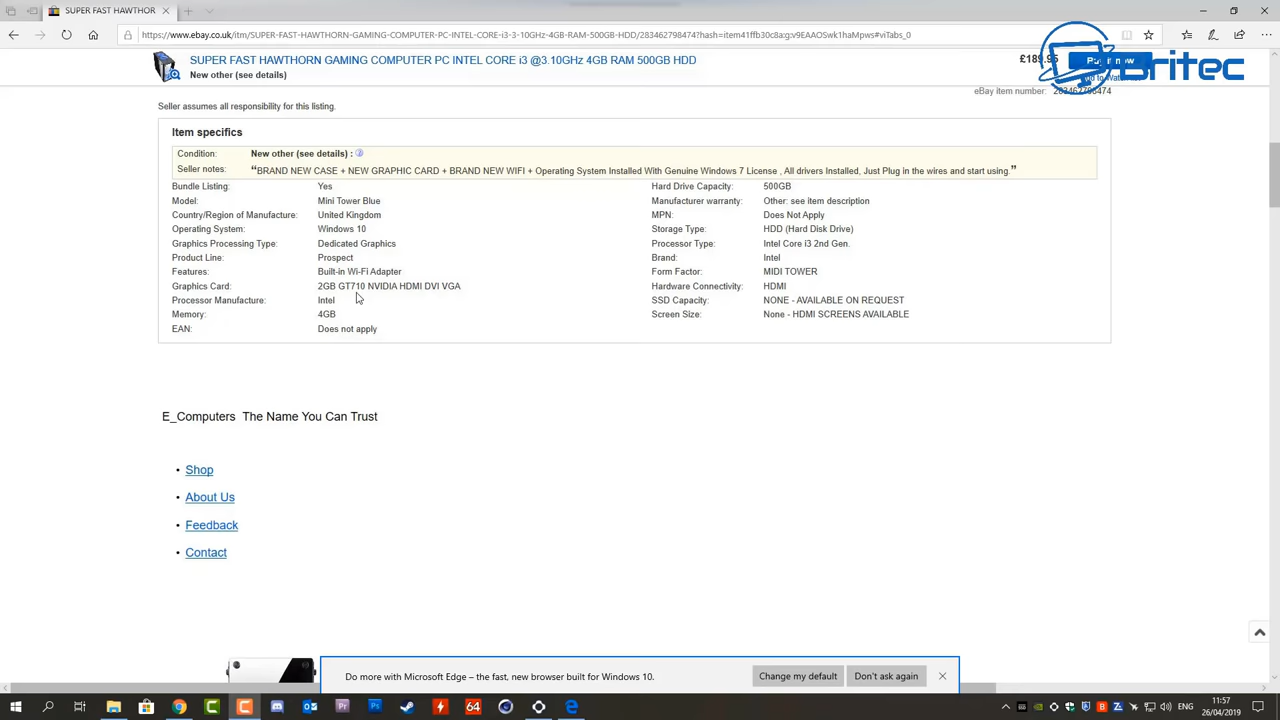 SUPER FAST HAWTHORN
https://www.ebay.co.uk/itm/SUPER-FAST-HAWTHORN-GAMING-COMPUTER-PC-INTEL-CORE-i3-3-10GHz-4GB-RAM-500GB-HDD/283462798474?hash=item41ffb30c8a:g:v9EAAOSwk1haMpws#viTabs_0
SUPER FAST HAWTHORN GAMING COMPUTER PC INTEL CORE i3 @3.10GHz 4GB RAM 500GB HDD
New other (see details)
£189.95
Britec
eBay item number: 283462798474
Seller assumes all responsibility for this listing.
Item specifics
Condition: New other (see details) :
Seller notes: “BRAND NEW CASE + NEW GRAPHIC CARD + BRAND NEW WIFI + Operating System Installed With Genuine Windows 7 License , All drivers Installed, Just Plug in the wires and start using.”
Bundle Listing: Yes Hard Drive Capacity: 500GB
Model: Mini Tower Blue Manufacturer warranty: Other: see item description
Country/Region of Manufacture: United Kingdom MPN: Does Not Apply
Operating System: Windows 10 Storage Type: HDD (Hard Disk Drive)
Graphics Processing Type: Dedicated Graphics Processor Type: Intel Core i3 2nd Gen.
Product Line: Prospect Brand: Intel
Features: Built-in Wi-Fi Adapter Form Factor: MIDI TOWER
Graphics Card: 2GB GT710 NVIDIA HDMI DVI VGA Hardware Connectivity: HDMI
Processor Manufacture: Intel SSD Capacity: NONE - AVAILABLE ON REQUEST
Memory: 4GB Screen Size: None - HDMI SCREENS AVAILABLE
EAN: Does not apply
E_Computers The Name You Can Trust
• Shop
• About Us
• Feedback
• Contact
Do more with Microsoft Edge – the fast, new browser built for Windows 10.
Change my default
Don't ask again
64
11:57
26/04/2019